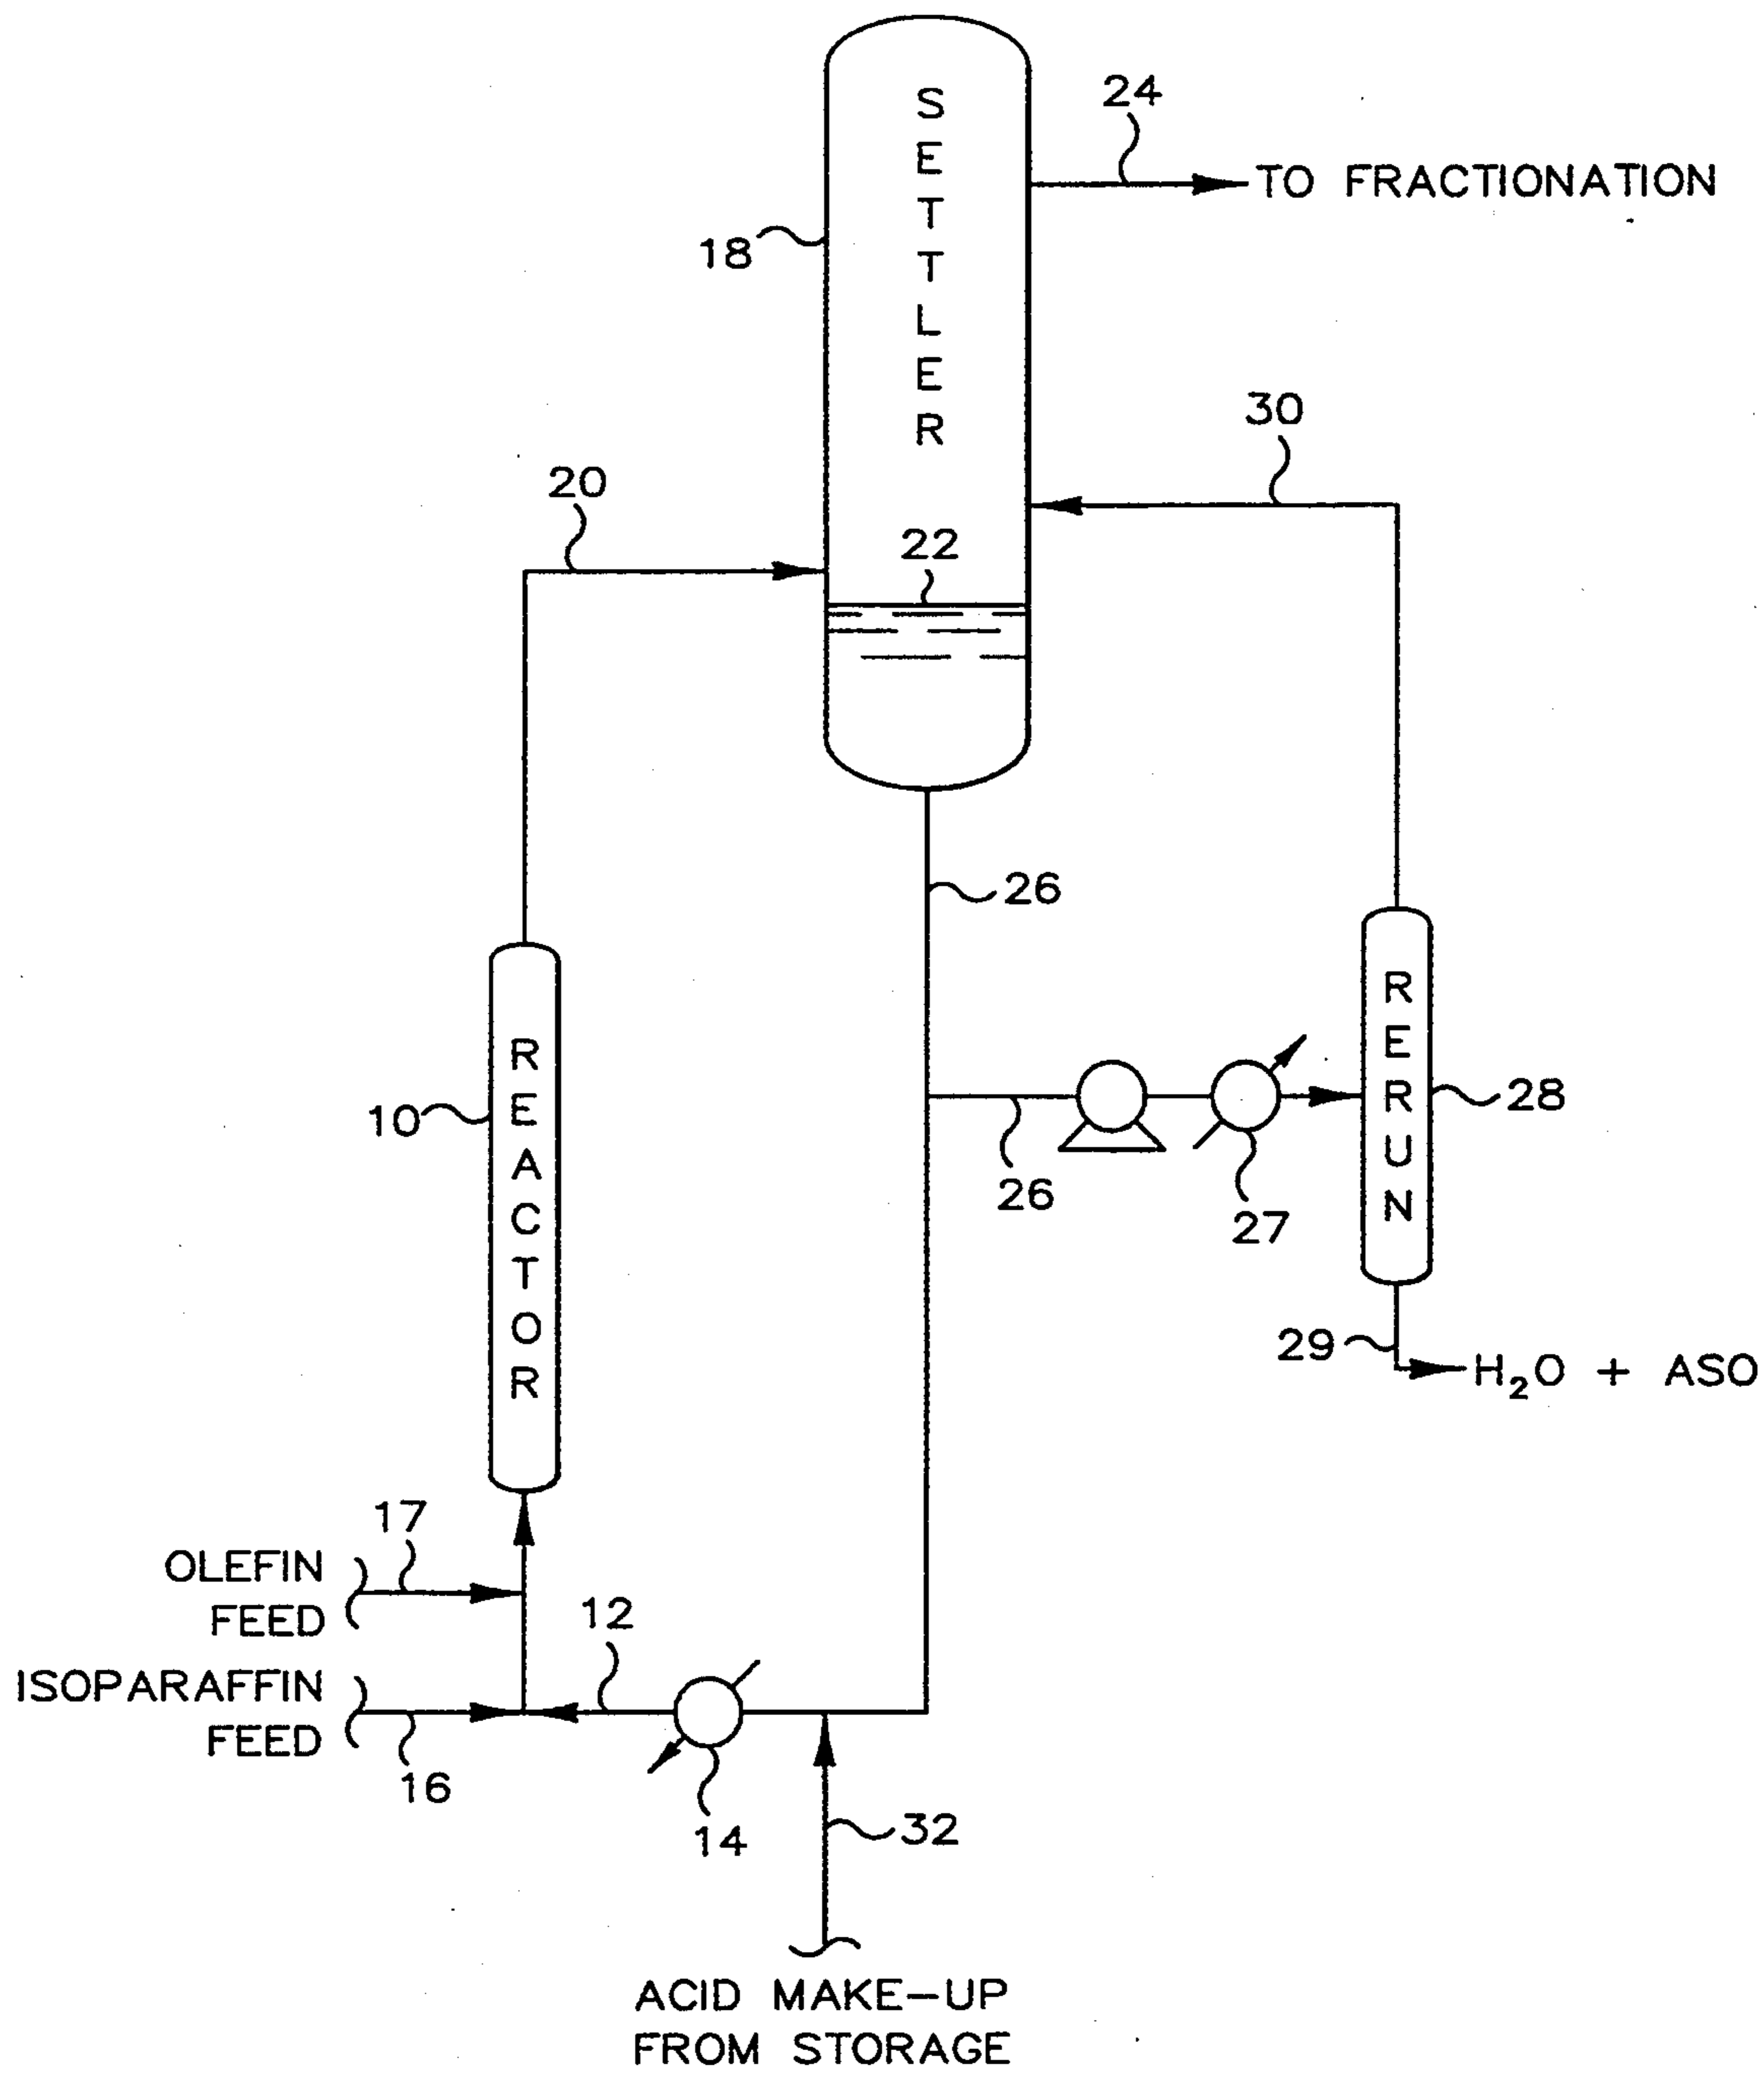 SETTLER
24
TO FRACTIONATION
18
30
20
22
26
RERUN
REACTOR
10
28
26
27
29
H₂O + ASO
17
OLEFIN
FEED
12
ISOPARAFFIN
FEED
16
14
32
ACID MAKE-UP
FROM STORAGE